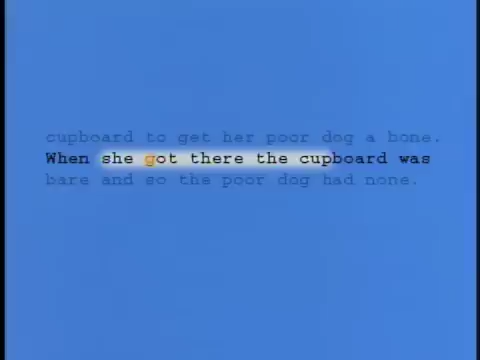 cupboard to get her poor dog a bone.
When she got there the cupboard was
bare and so the poor dog had none.